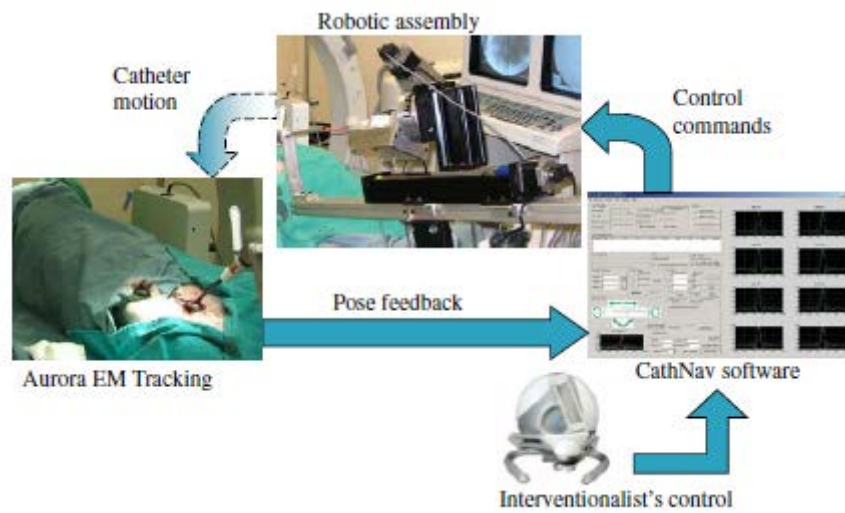 Robotic assembly
Catheter
motion
Control
commands
Pose feedback
Aurora EM Tracking
CathNav software
Interventionalist's control